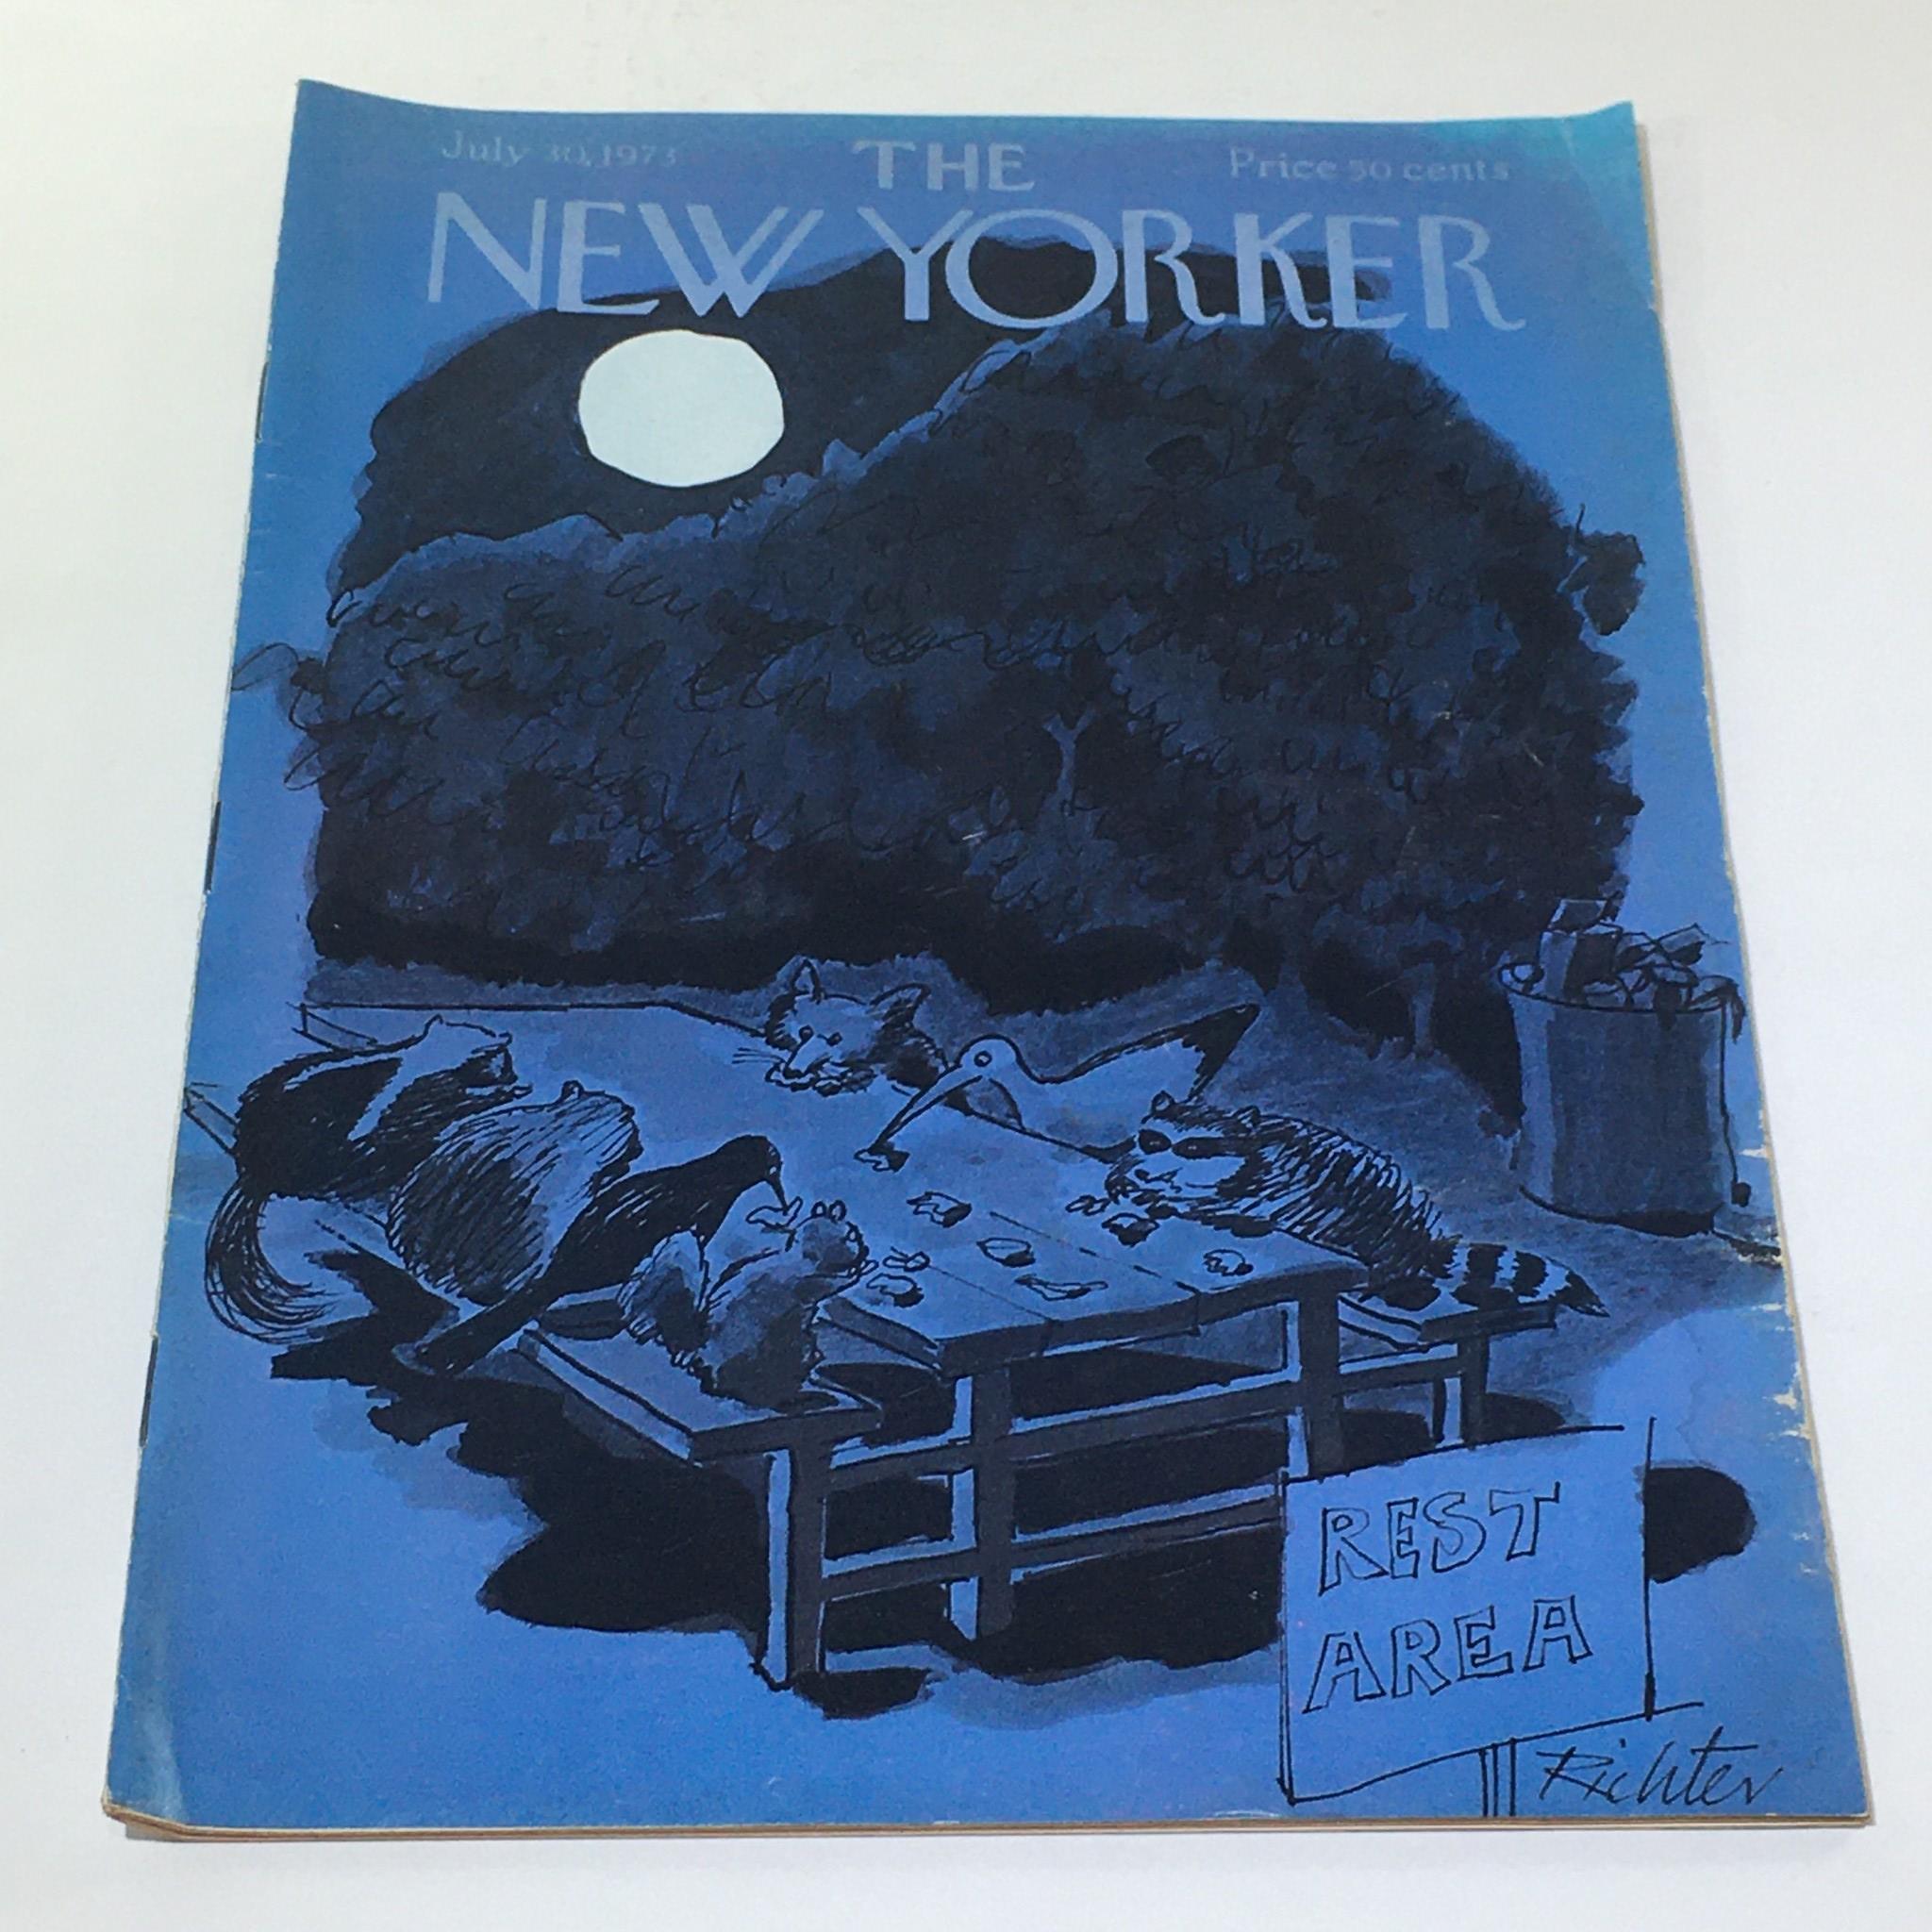 July 30, 1973
THE
Price 50 cents
NEW YORKER
REST
AREA
Richter